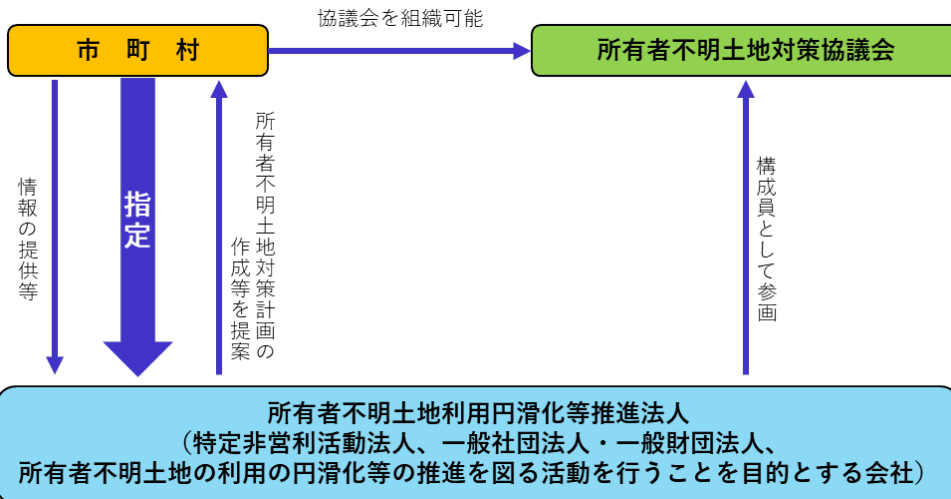 協議会を組織可能
市　町　村
所有者不明土地対策協議会
情報の提供等
指定
所有者不明土地対策計画の
作成等を提案
構成員として参画
所有者不明土地利用円滑化等推進法人
（特定非営利活動法人、一般社団法人・一般財団法人、
所有者不明土地の利用の円滑化等の推進を図る活動を行うことを目的とする会社）